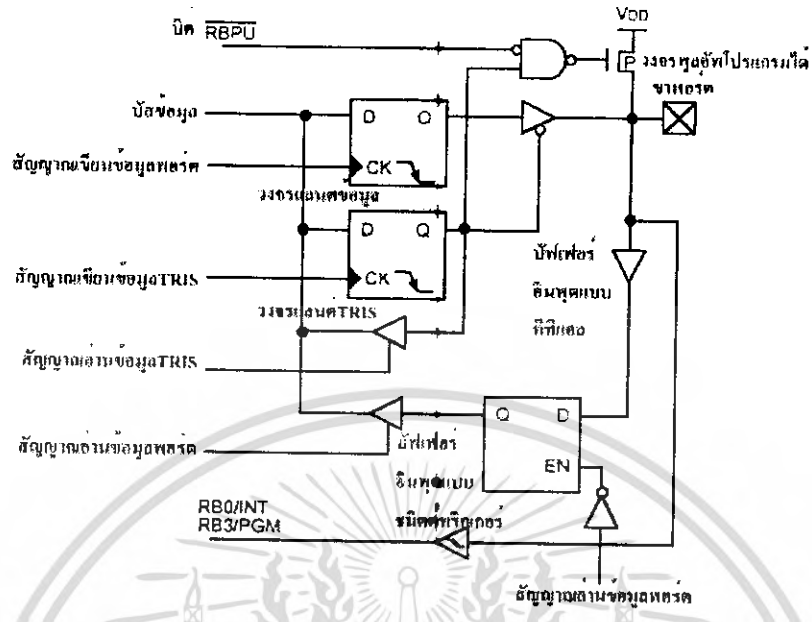 VDD
บิต RBPU
P วงจรพูลอัพโปรแกรมได้
ขาพอร์ต
บัสข้อมูล
D Q
สัญญาณเขียนข้อมูลพอร์ต
CK
วงจรแลตช์ข้อมูล
D Q
บัฟเฟอร์
สัญญาณเขียนข้อมูลTRIS
CK
อินพุตแบบ
วงจรแลตช์TRIS
ทีทีแอล
สัญญาณอ่านข้อมูลTRIS
Q D
สัญญาณอ่านข้อมูลพอร์ต
บัฟเฟอร์
EN
อินพุตแบบ
RB0/INT
RB3/PGM
ชมิตต์ทริกเกอร์
สัญญาณอ่านข้อมูลพอร์ต